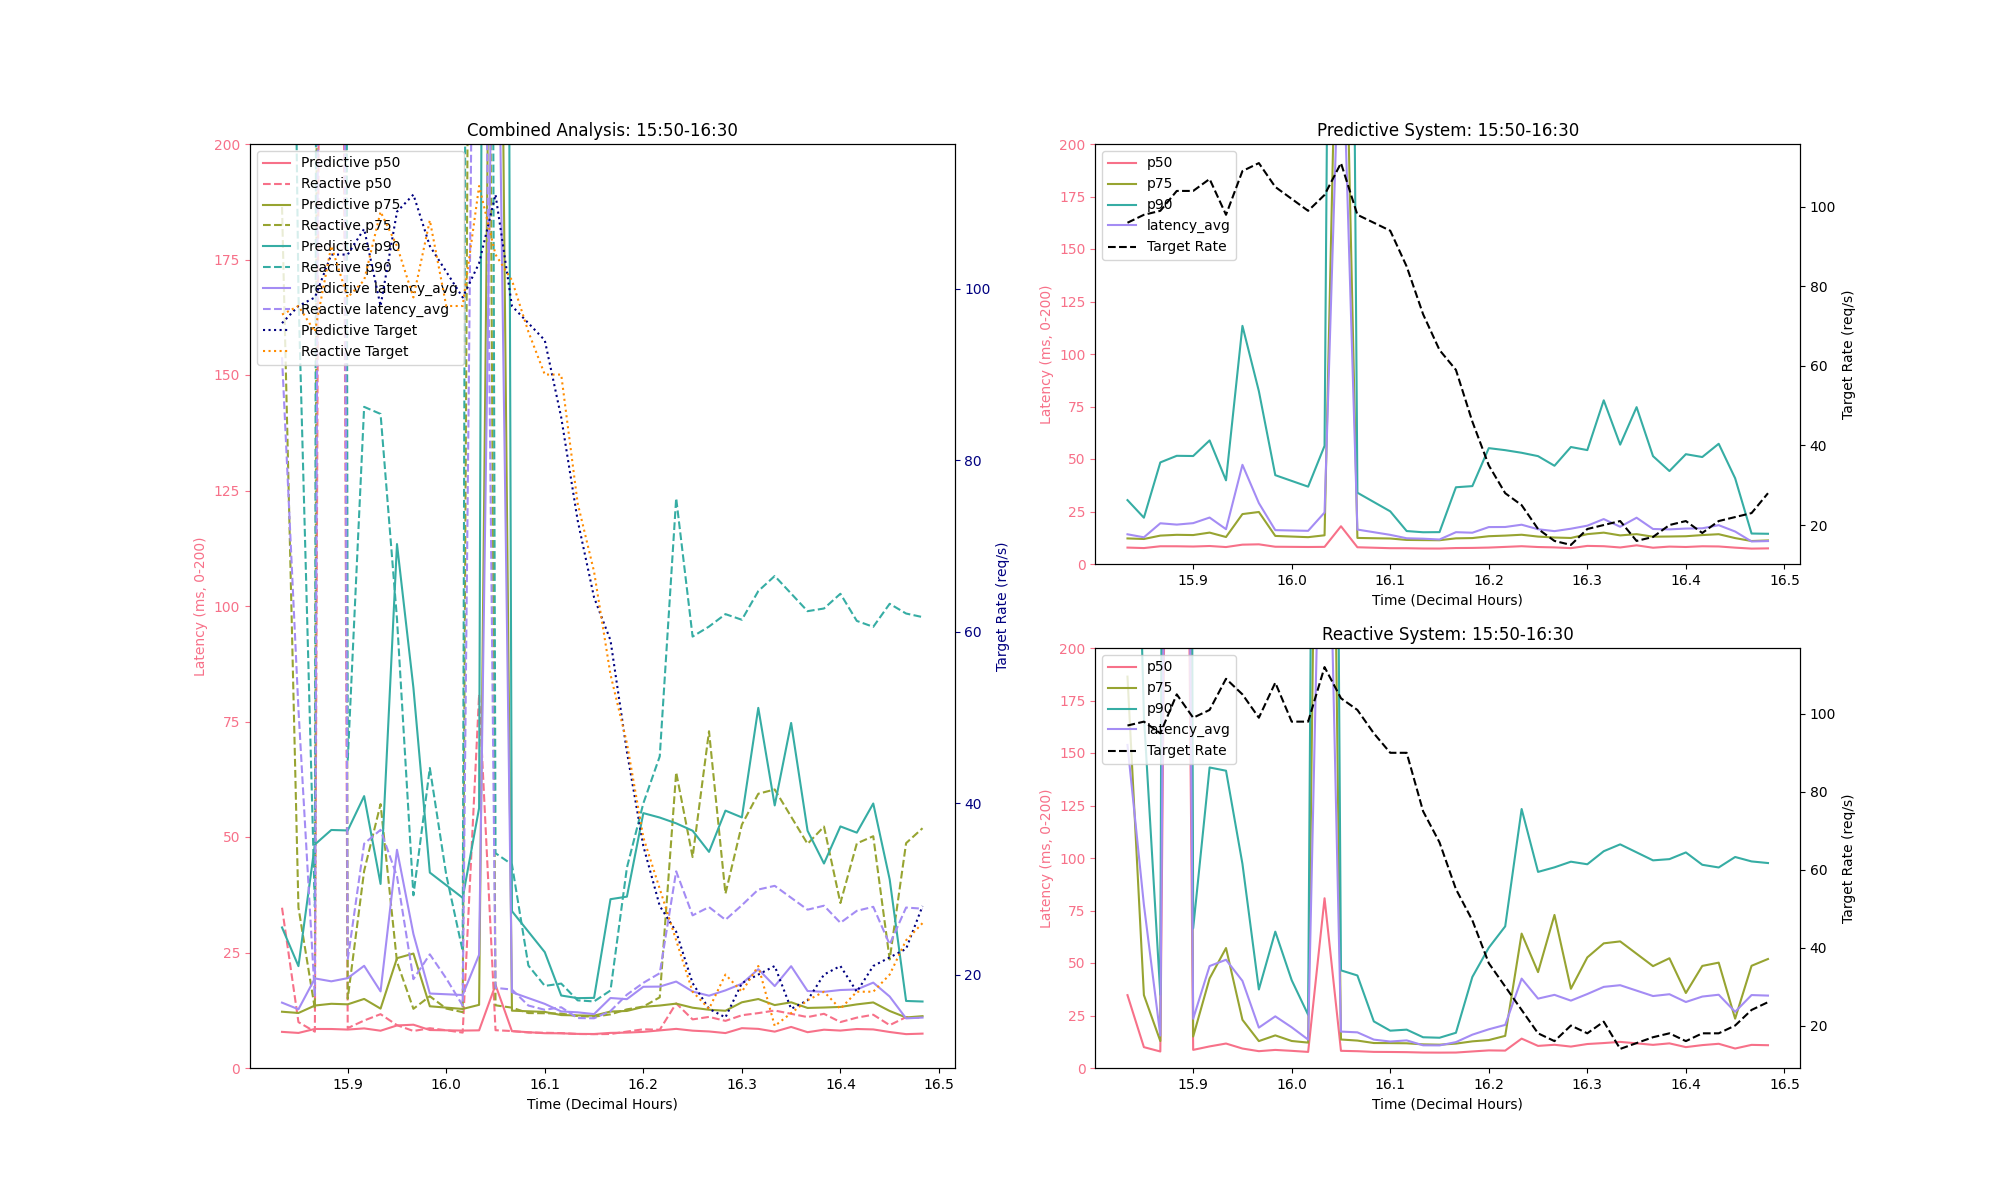 Combined Analysis: 15:50-16:30
200
175
150
125
100
75
50
25
0
Latency (ms, 0-200)
Predictive p50
Reactive p50
Predictive p75
Reactive p75
Predictive p90
Reactive p90
Predictive latency_avg
Reactive latency_avg
Predictive Target
Reactive Target
100
80
60
40
20
Target Rate (req/s)
15.9 16.0 16.1 16.2 16.3 16.4 16.5
Time (Decimal Hours)
Predictive System: 15:50-16:30
200
175
150
125
100
75
50
25
0
Latency (ms, 0-200)
p50
p75
p90
latency_avg
Target Rate
100
80
60
40
20
Target Rate (req/s)
15.9 16.0 16.1 16.2 16.3 16.4 16.5
Time (Decimal Hours)
Reactive System: 15:50-16:30
200
175
150
125
100
75
50
25
0
Latency (ms, 0-200)
p50
p75
p90
latency_avg
Target Rate
100
80
60
40
20
Target Rate (req/s)
15.9 16.0 16.1 16.2 16.3 16.4 16.5
Time (Decimal Hours)